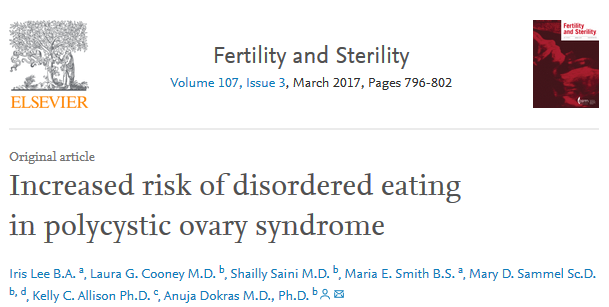 Fertility and Sterility
Volume 107, Issue 3, March 2017, Pages 796-802
ELSEVIER
Fertility and Sterility
Original article
Increased risk of disordered eating
in polycystic ovary syndrome
Iris Lee B.A. a, Laura G. Cooney M.D. b, Shailly Saini M.D. b, Maria E. Smith B.S. a, Mary D. Sammel Sc.D.
b, d, Kelly C. Allison Ph.D. c, Anuja Dokras M.D., Ph.D. b